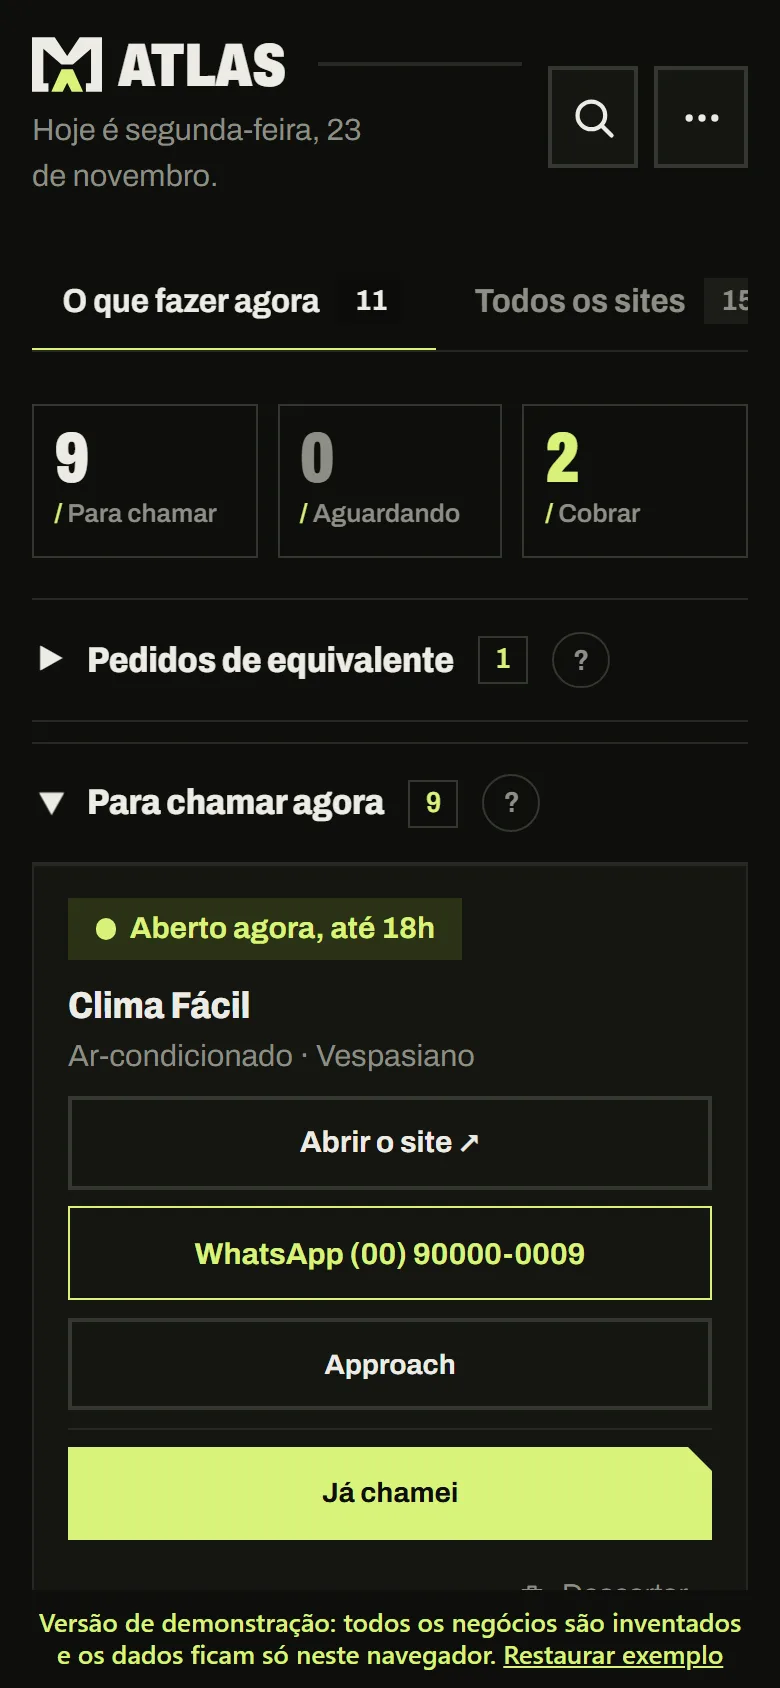 ATLAS
Hoje é segunda-feira, 23
de novembro.
O que fazer agora 11
Todos os sites 15
9
/ Para chamar
0
/ Aguardando
2
/ Cobrar
Pedidos de equivalente 1 ?
Para chamar agora 9 ?
Aberto agora, até 18h
Clima Fácil
Ar-condicionado · Vespasiano
Abrir o site ↗
WhatsApp (00) 90000-0009
Approach
Já chamei
Descartar
Versão de demonstração: todos os negócios são inventados
e os dados ficam só neste navegador. Restaurar exemplo